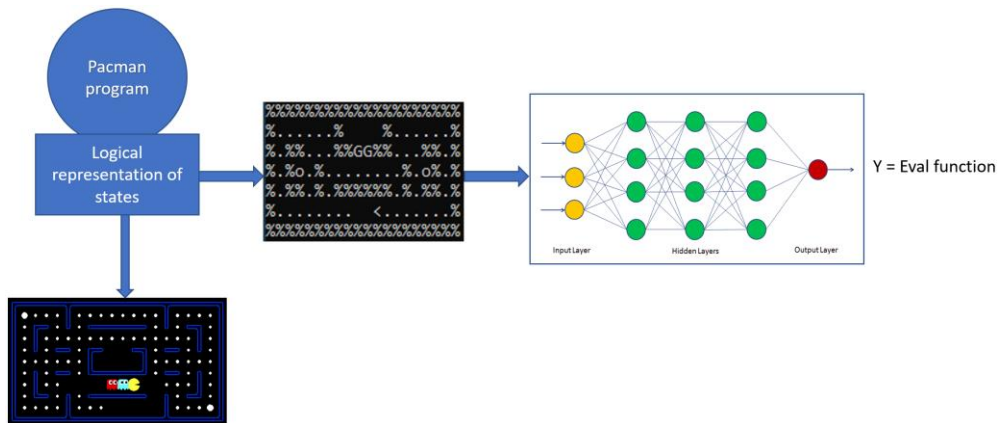 Pacman
program
Logical
representation of
states
%%%%%%%%%%%%%%%%%%%%
%......%    %......%
%.%%...%%GG%%...%%.%
%.%o.%........%.o%.%
%.%%.%.%%%%%%.%.%%.%
%........  <.......%
%%%%%%%%%%%%%%%%%%%%
Input Layer
Hidden Layers
Output Layer
Y = Eval function